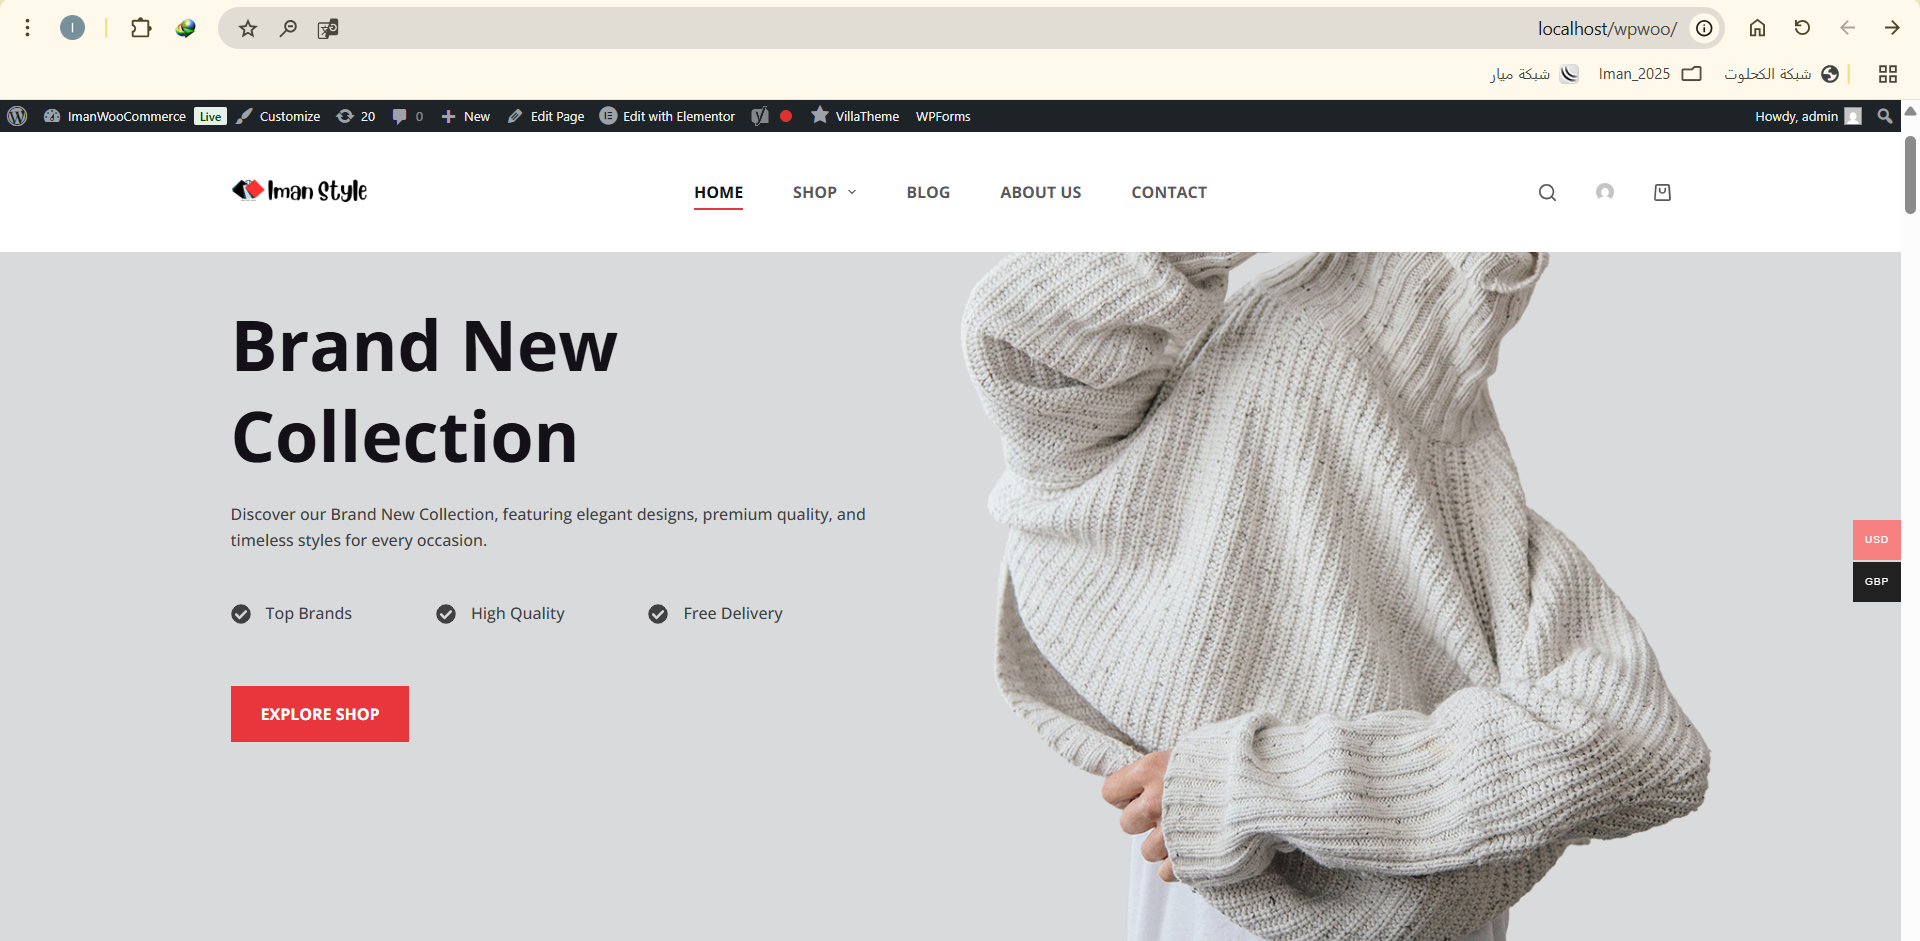 I
localhost/wpwoo/
شبكة ميار
Iman_2025
شبكة الكحلوت
ImanWooCommerce Live Customize 20 0 New Edit Page Edit with Elementor VillaTheme WPForms Howdy, admin
Iman Style
HOME SHOP BLOG ABOUT US CONTACT
Brand New
Collection
Discover our Brand New Collection, featuring elegant designs, premium quality, and
timeless styles for every occasion.
Top Brands High Quality Free Delivery
EXPLORE SHOP
USD
GBP